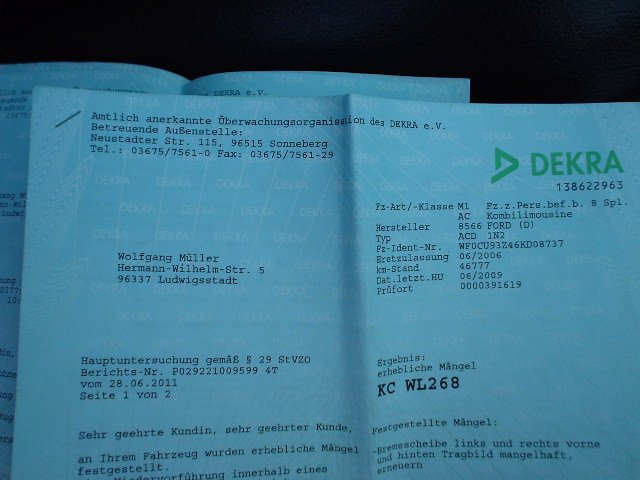 Amtlich anerkannte Überwachungsorganisation des DEKRA e.V.
Betreuende Außenstelle:
Neustadter Str. 115, 96515 Sonneberg
Tel.: 03675/7561-0 Fax: 03675/7561-29
DEKRA
138622963
Fz-Art/-Klasse M1 Fz.z.Pers.bef.b. 8 Spl.
AC Kombilimousine
Hersteller 8566 FORD (D)
Typ ACD 1N2
Fz-Ident-Nr. WF0CU93Z46KD08737
Erstzulassung 06/2006
km-Stand 46777
Dat.letzt.HU 06/2009
Prüfort 0000391619
Wolfgang Müller
Hermann-Wilhelm-Str. 5
96337 Ludwigsstadt
Hauptuntersuchung gemäß § 29 StVZO
Berichts-Nr. P029221009599 4T
vom 28.06.2011
Seite 1 von 2
Ergebnis:
erhebliche Mängel
KC WL268
Sehr geehrte Kundin, sehr geehrter Kunde,
an Ihrem Fahrzeug wurden erhebliche Mängel
festgestellt.
Wiedervorführung innerhalb eines
Festgestellte Mängel:
-Bremsscheibe links und rechts vorne
und hinten Tragbild mangelhaft,
erneuern